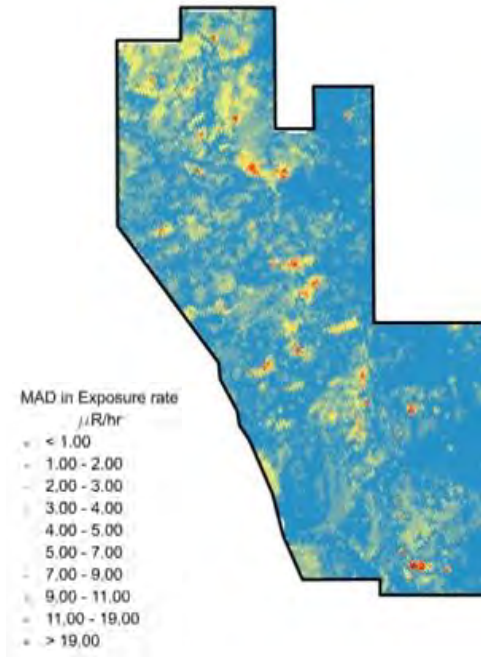 MAD in Exposure rate
μR/hr
< 1.00
1.00 - 2.00
2.00 - 3.00
3.00 - 4.00
4.00 - 5.00
5.00 - 7.00
7.00 - 9.00
9.00 - 11.00
11.00 - 19.00
> 19.00